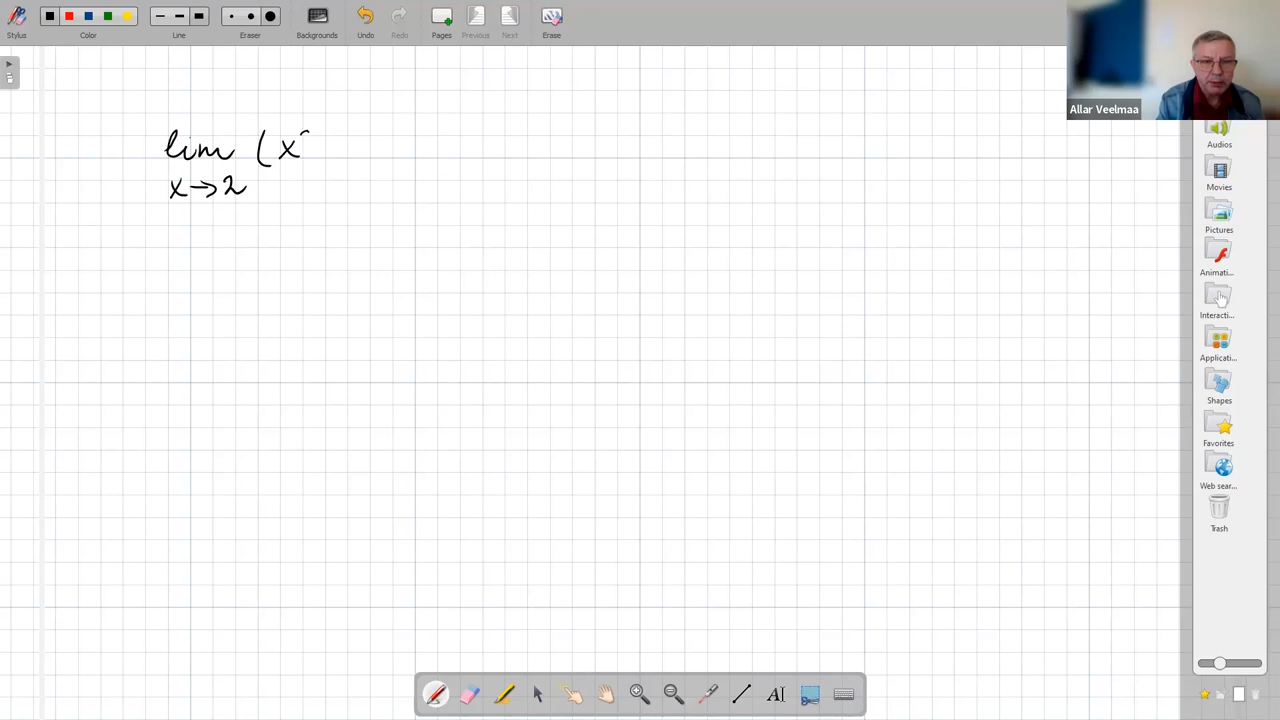 Stylus
Color
Line
Eraser
Backgrounds
Undo
Redo
Pages
Previous
Next
Erase
Allar Veelmaa
lim (x
x→2
Audios
Movies
Pictures
Animati...
Interacti...
Applicati...
Shapes
Favorites
Web sear...
Trash